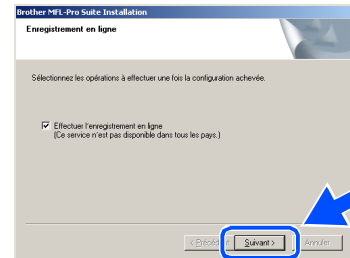 Brother MFL-Pro Suite Installation
Enregistrement en ligne
Sélectionnez les opérations à effectuer une fois la configuration achevée.
Effectuer l'enregistrement en ligne
(Ce service n'est pas disponible dans tous les pays.)
< Précédent Suivant > Annuler